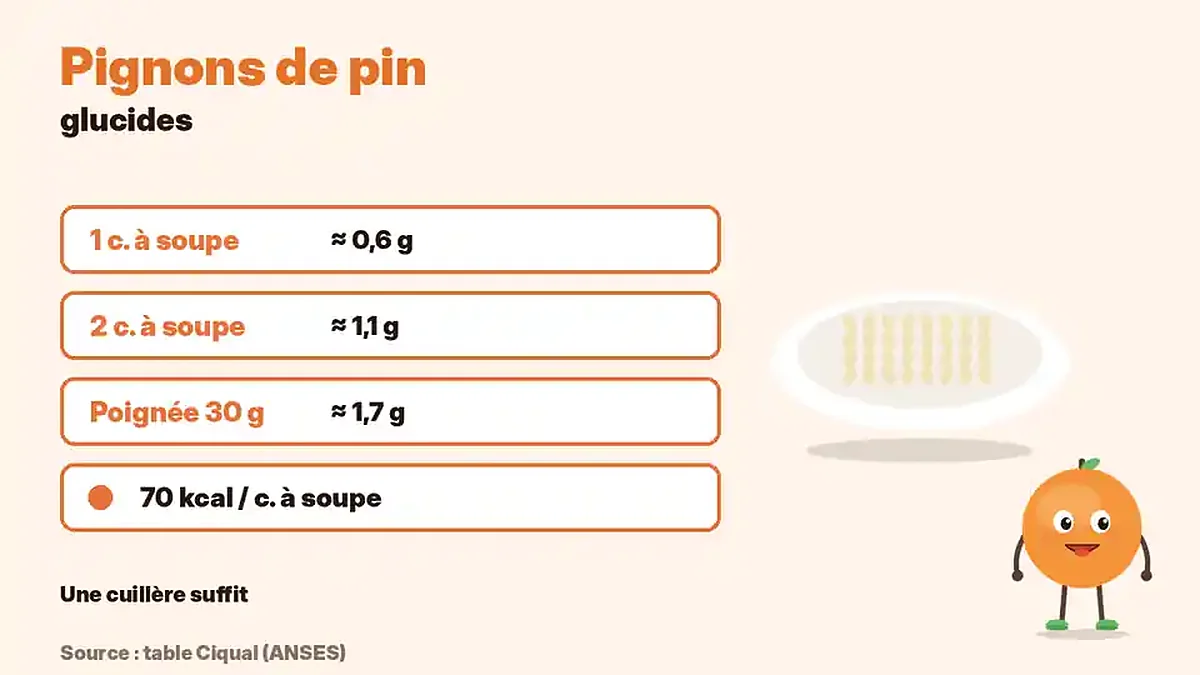 Pignons de pin
glucides
1 c. à soupe ≈ 0,6 g
2 c. à soupe ≈ 1,1 g
Poignée 30 g ≈ 1,7 g
70 kcal / c. à soupe
Une cuillère suffit
Source : table Ciqual (ANSES)